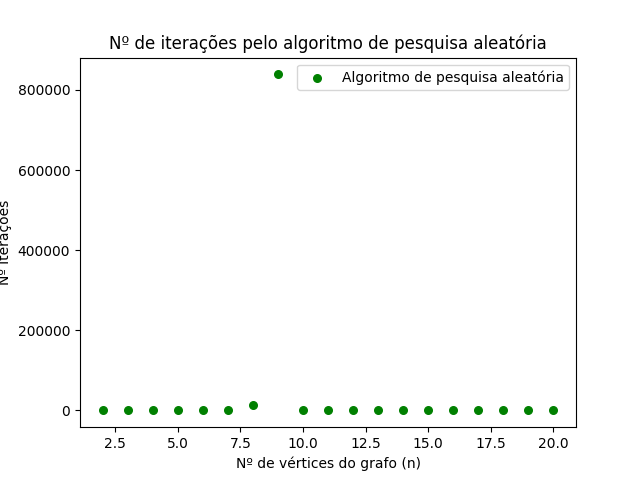 Nº de iterações pelo algoritmo de pesquisa aleatória
Algoritmo de pesquisa aleatória
800000
600000
400000
200000
0
Nº iterações
2.5 5.0 7.5 10.0 12.5 15.0 17.5 20.0
Nº de vértices do grafo (n)